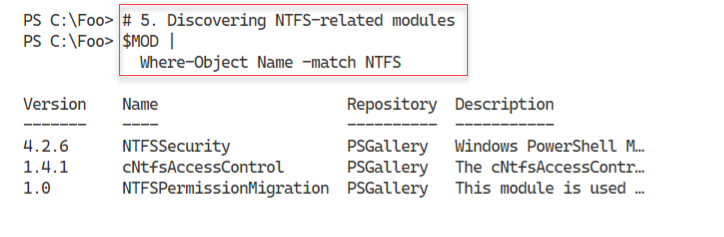 PS C:\Foo> # 5. Discovering NTFS-related modules
PS C:\Foo> $MOD |
Where-Object Name -match NTFS
Version Name Repository Description
------- ---- ---------- -----------
4.2.6 NTFSSecurity PSGallery Windows PowerShell M…
1.4.1 cNtfsAccessControl PSGallery The cNtfsAccessContr…
1.0 NTFSPermissionMigration PSGallery This module is used …